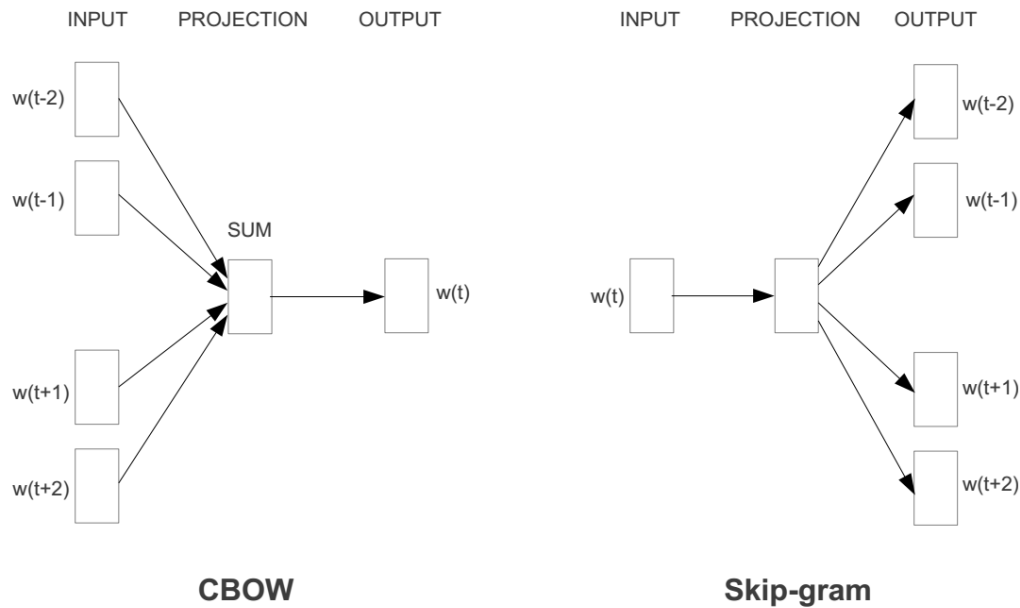 INPUT PROJECTION OUTPUT
w(t-2)
w(t-1)
SUM
w(t)
w(t+1)
w(t+2)
CBOW
INPUT PROJECTION OUTPUT
w(t-2)
w(t-1)
w(t)
w(t+1)
w(t+2)
Skip-gram